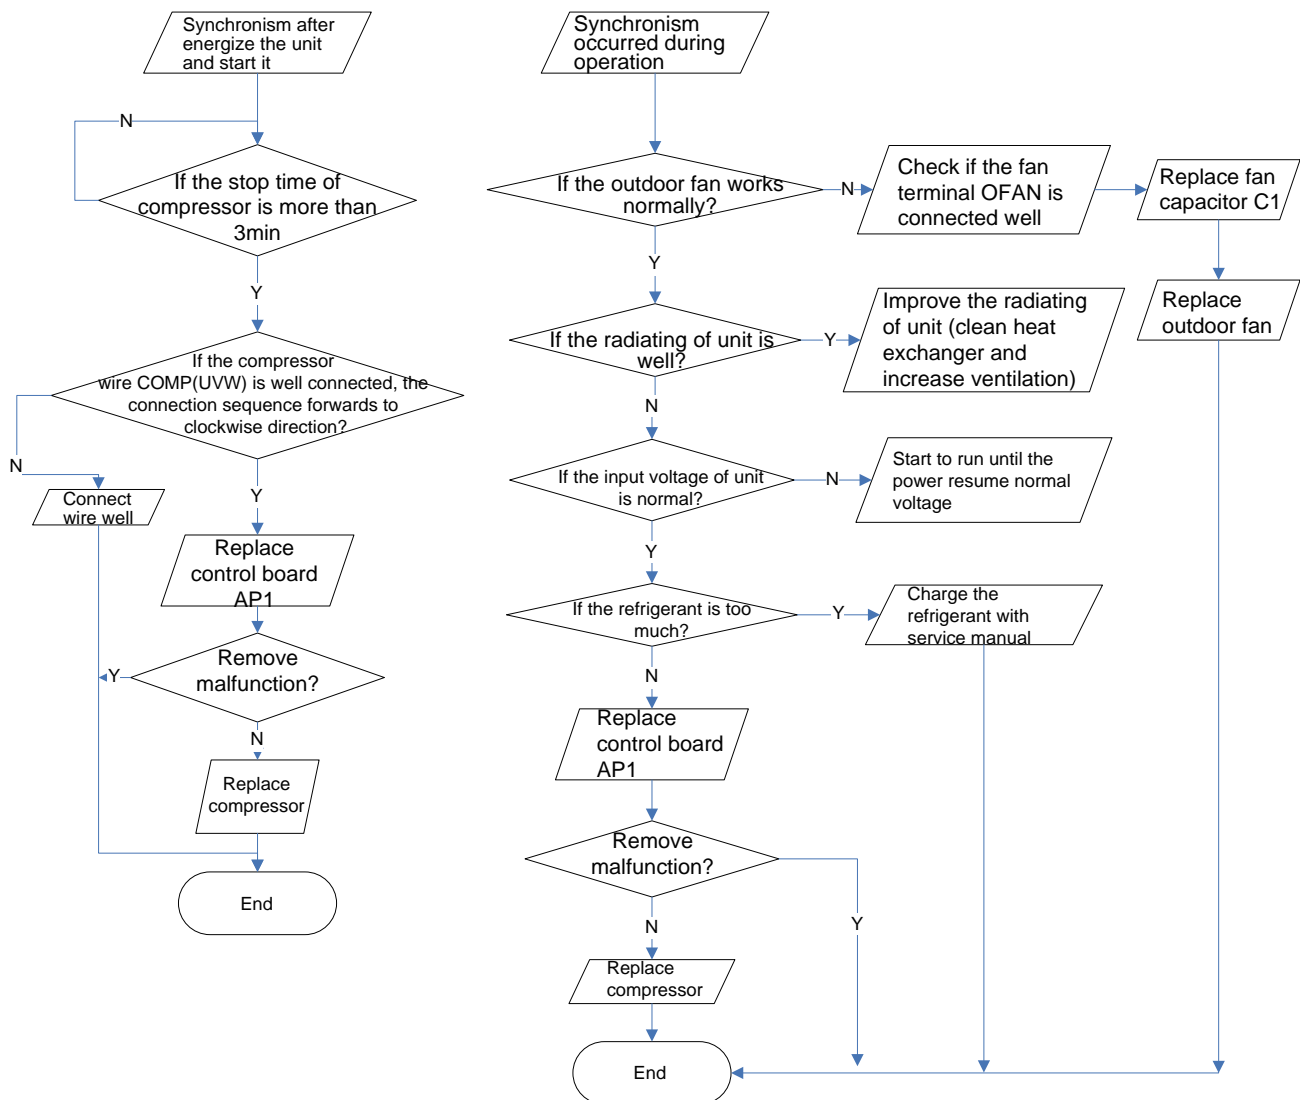 Synchronism after
energize the unit
and start it
N
If the stop time of
compressor is more than
3min
Y
If the compressor
wire COMP(UVW) is well connected, the
connection sequence forwards to
clockwise direction?
N
Connect
wire well
Y
Replace
control board
AP1
Remove
malfunction?
Y
N
Replace
compressor
End
Synchronism
occurred during
operation
If the outdoor fan works
normally?
N
Check if the fan
terminal OFAN is
connected well
Replace fan
capacitor C1
Replace
outdoor fan
Y
If the radiating of unit is
well?
Y
Improve the radiating
of unit (clean heat
exchanger and
increase ventilation)
N
If the input voltage of unit
is normal?
N
Start to run until the
power resume normal
voltage
Y
If the refrigerant is too
much?
Y
Charge the
refrigerant with
service manual
N
Replace
control board
AP1
Remove
malfunction?
Y
N
Replace
compressor
End